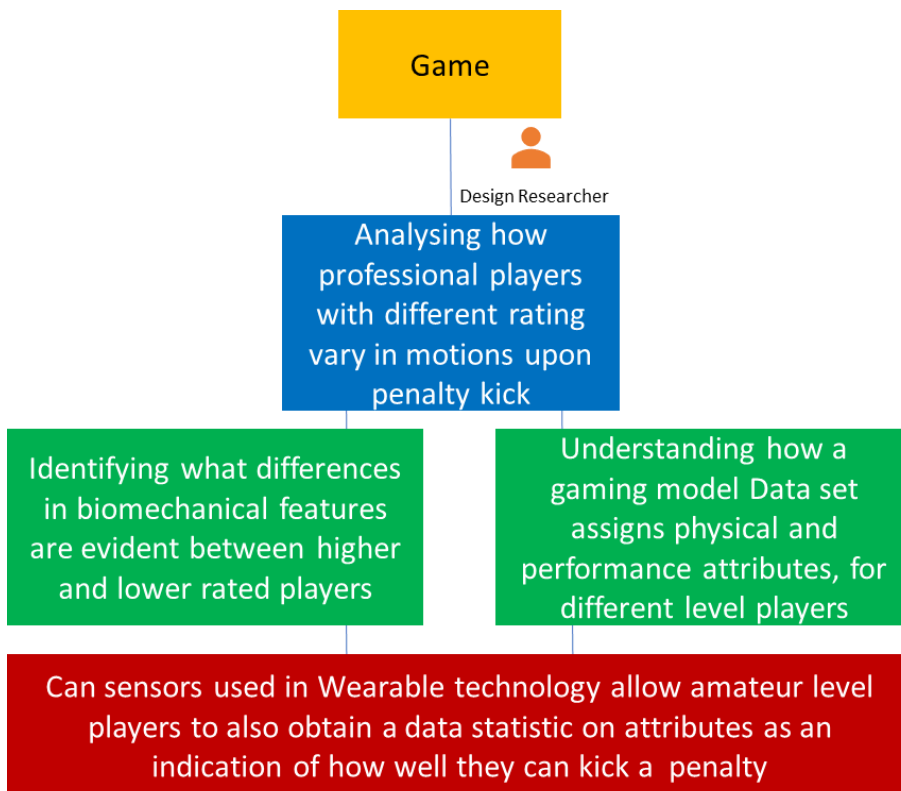 Game
Design Researcher
Analysing how
professional players
with different rating
vary in motions upon
penalty kick
Identifying what differences
in biomechanical features
are evident between higher
and lower rated players
Understanding how a
gaming model Data set
assigns physical and
performance attributes, for
different level players
Can sensors used in Wearable technology allow amateur level
players to also obtain a data statistic on attributes as an
indication of how well they can kick a penalty